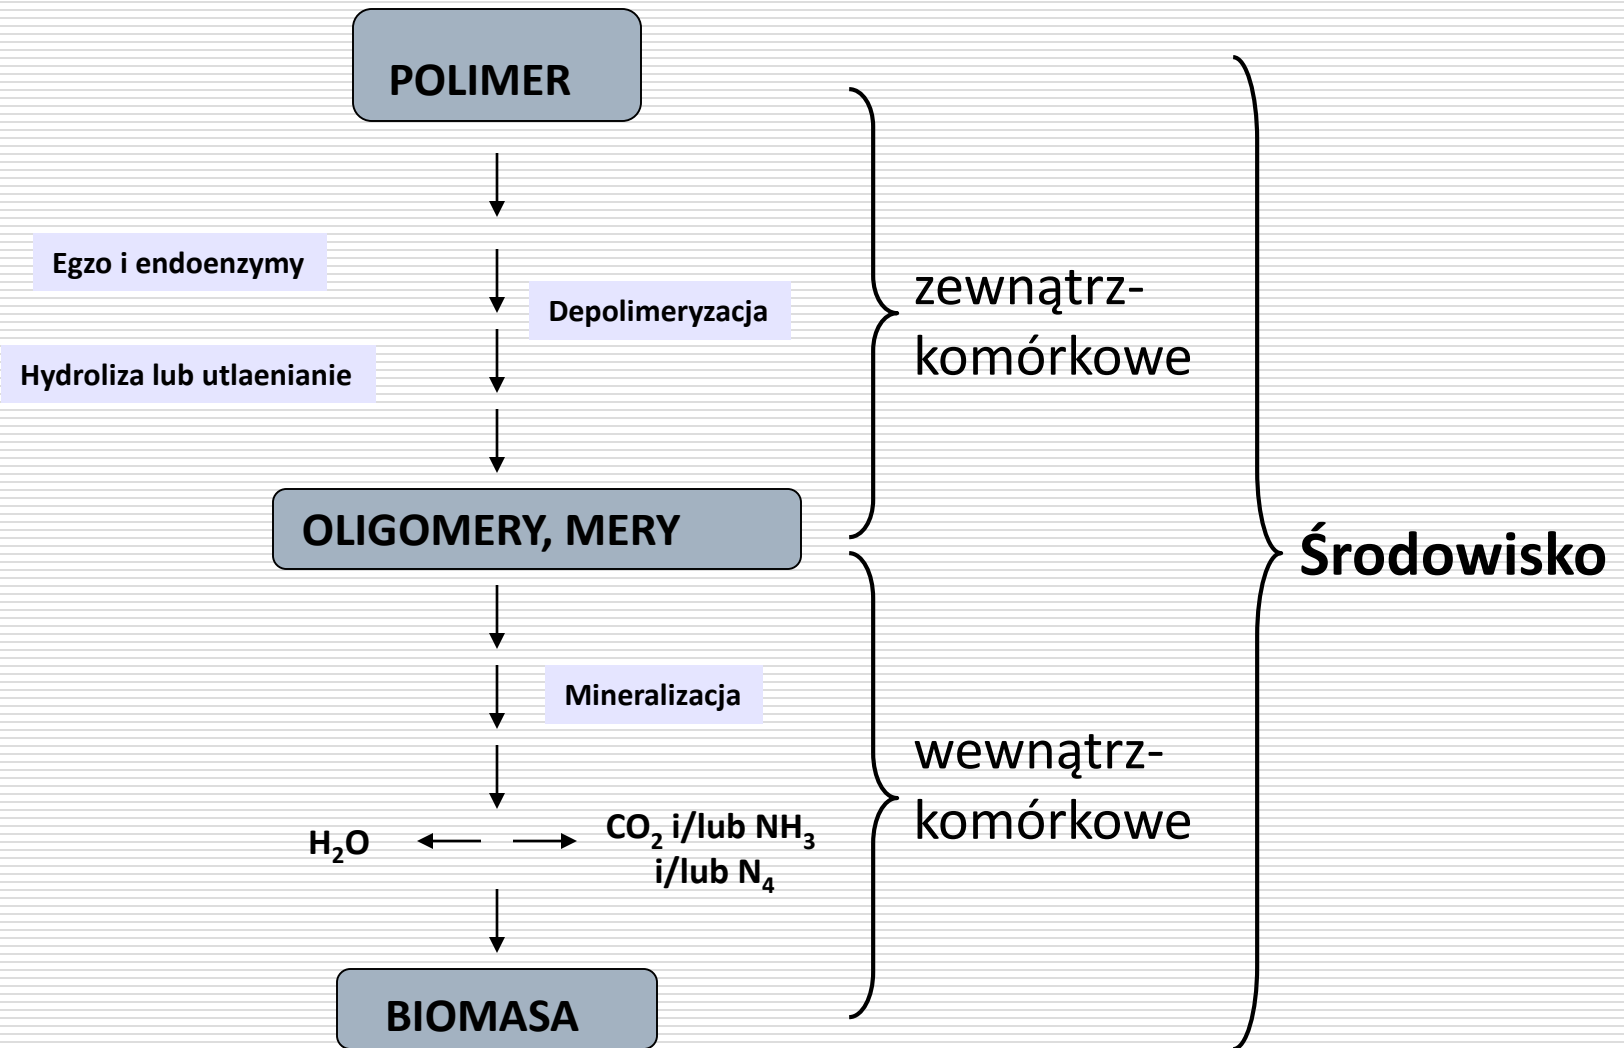 POLIMER
Egzo i endoenzymy
Depolimeryzacja
Hydroliza lub utlaenianie
zewnątrz-
komórkowe
OLIGOMERY, MERY
Środowisko
Mineralizacja
wewnątrz-
komórkowe
H₂O
CO₂ i/lub NH₃
i/lub N₄
BIOMASA